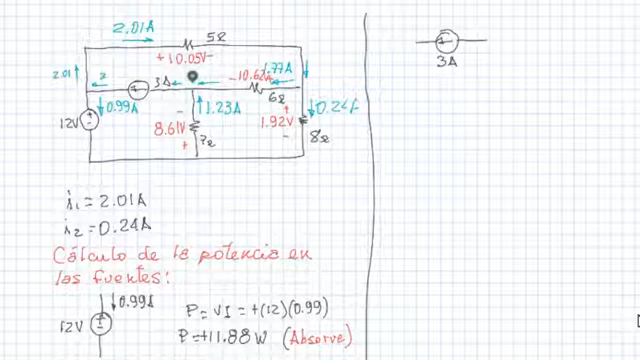 2.01A
5Ω
+ 10.05V -
2.01
2
3A
1.77A
- 10.62V +
6Ω
0.99A
1.23A
0.24A
12V
+
-
-
8.61V
+
7Ω
+
1.92V
-
8Ω
3A
i₁ = 2.01A
i₂ = 0.24A
Cálculo de la potencia en
las fuentes:
0.99A
12V
+
-
P = VI = +(12)(0.99)
P = +11.88W (Absorve)